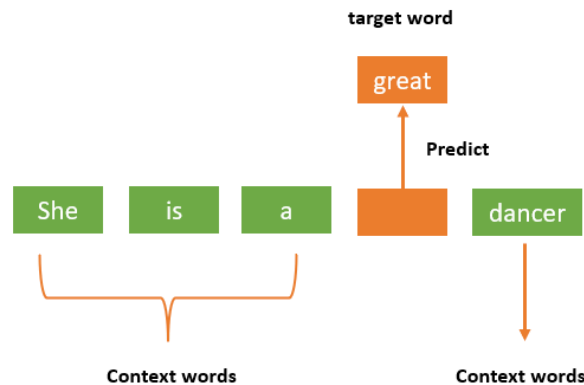 target word
great
Predict
She is a dancer
Context words Context words